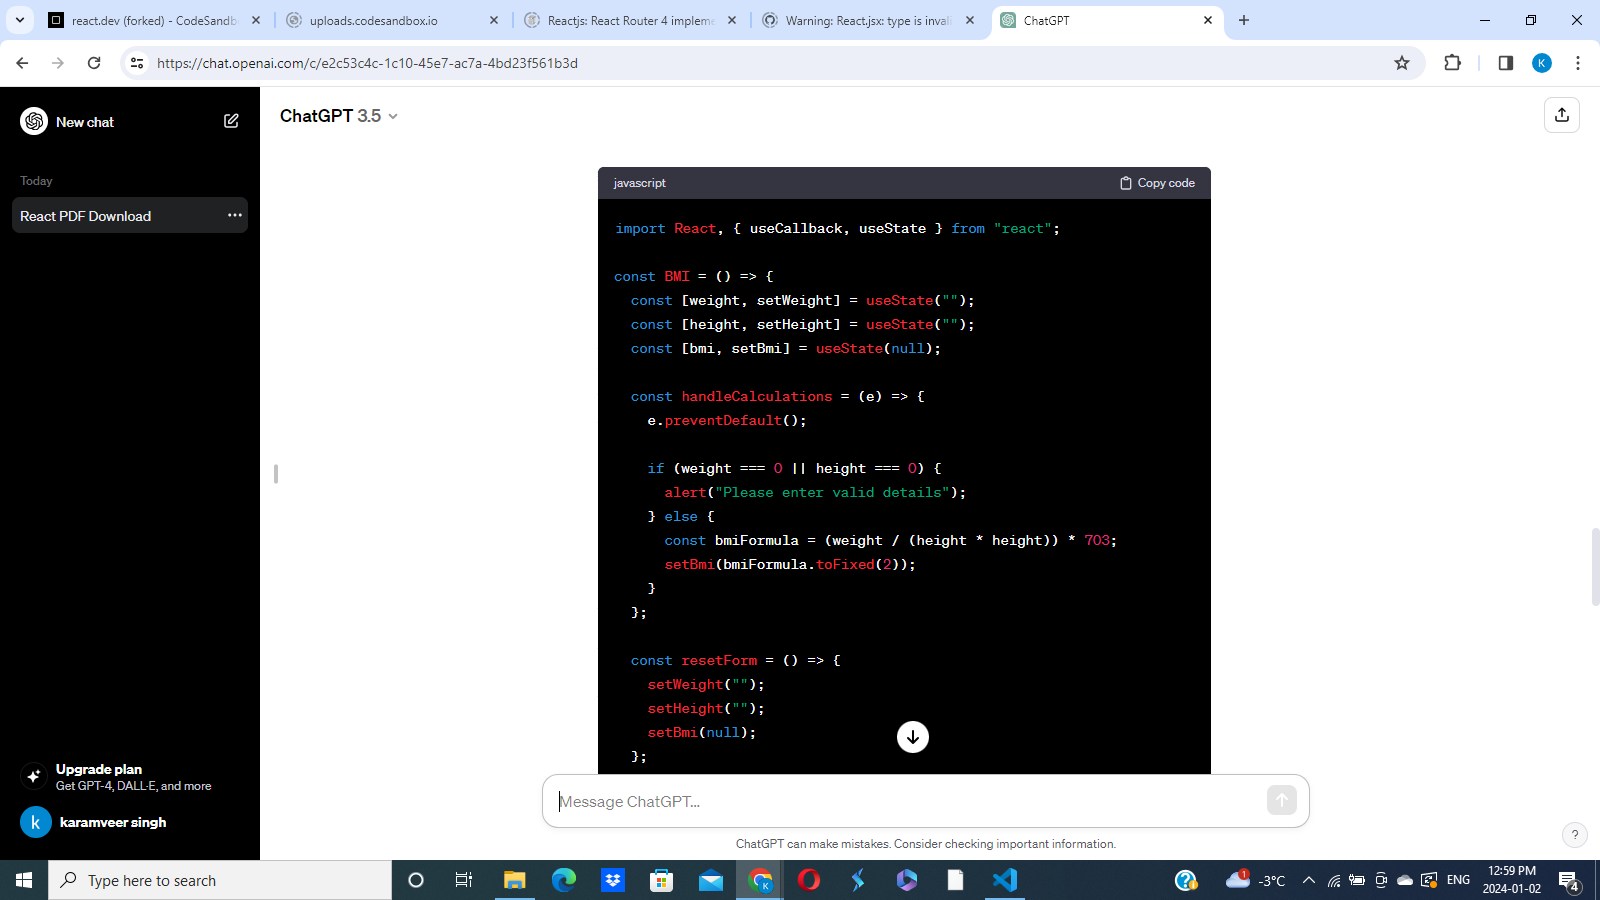 react.dev (forked) - CodeSandb
uploads.codesandbox.io
Reactjs: React Router 4 impleme
Warning: React.jsx: type is invali
ChatGPT
https://chat.openai.com/c/e2c53c4c-1c10-45e7-ac7a-4bd23f561b3d
K
New chat
ChatGPT 3.5
Today
React PDF Download
javascript
Copy code
import React, { useCallback, useState } from "react";
const BMI = () => {
const [weight, setWeight] = useState("");
const [height, setHeight] = useState("");
const [bmi, setBmi] = useState(null);
const handleCalculations = (e) => {
e.preventDefault();
if (weight === 0 || height === 0) {
alert("Please enter valid details");
} else {
const bmiFormula = (weight / (height * height)) * 703;
setBmi(bmiFormula.toFixed(2));
}
};
const resetForm = () => {
setWeight("");
setHeight("");
setBmi(null);
};
Upgrade plan
Get GPT-4, DALL·E, and more
k
karamveer singh
Message ChatGPT...
ChatGPT can make mistakes. Consider checking important information.
?
Type here to search
K
1
-3°C
ENG
12:59 PM
2024-01-02
4